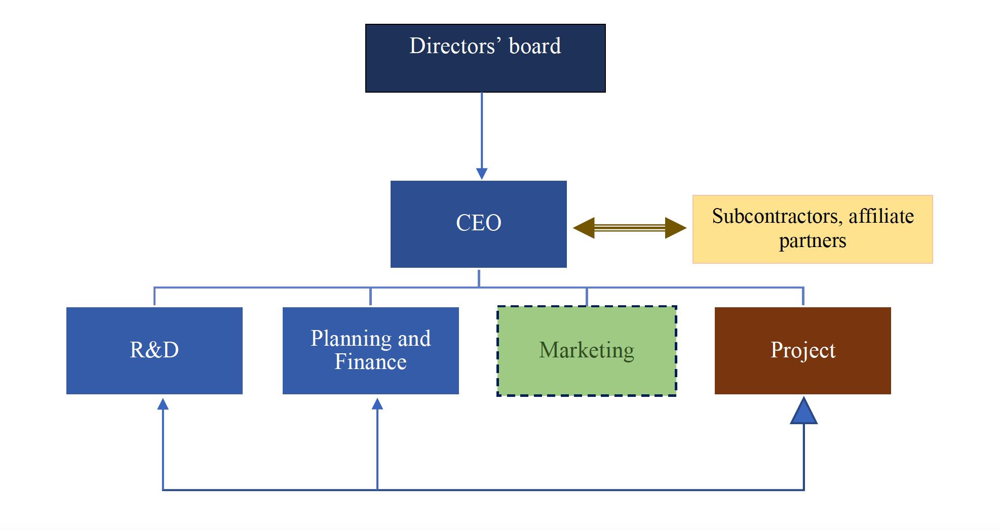 Directors’ board
CEO
Subcontractors, affiliate
partners
R&D
Planning and
Finance
Marketing
Project